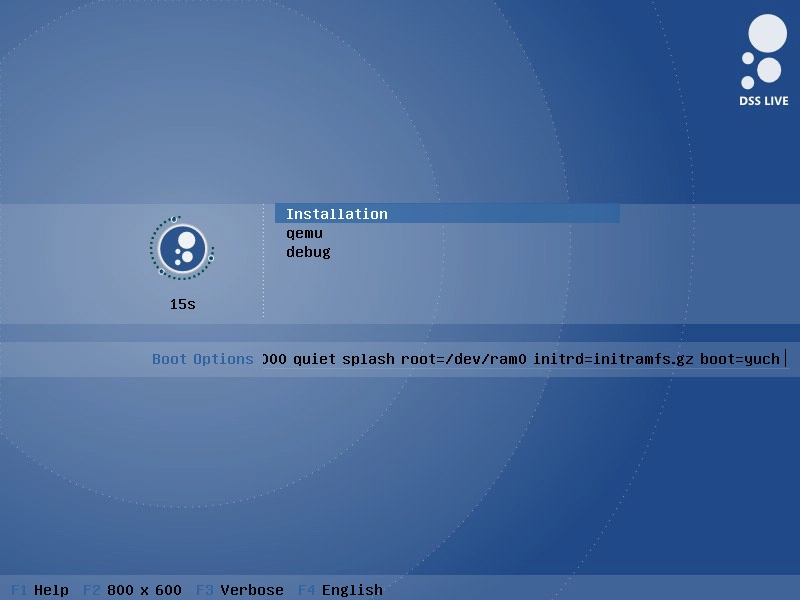 DSS LIVE
Installation
qemu
debug
15s
Boot Options 000 quiet splash root=/dev/ram0 initrd=initramfs.gz boot=yuch
F1 Help F2 800 x 600 F3 Verbose F4 English